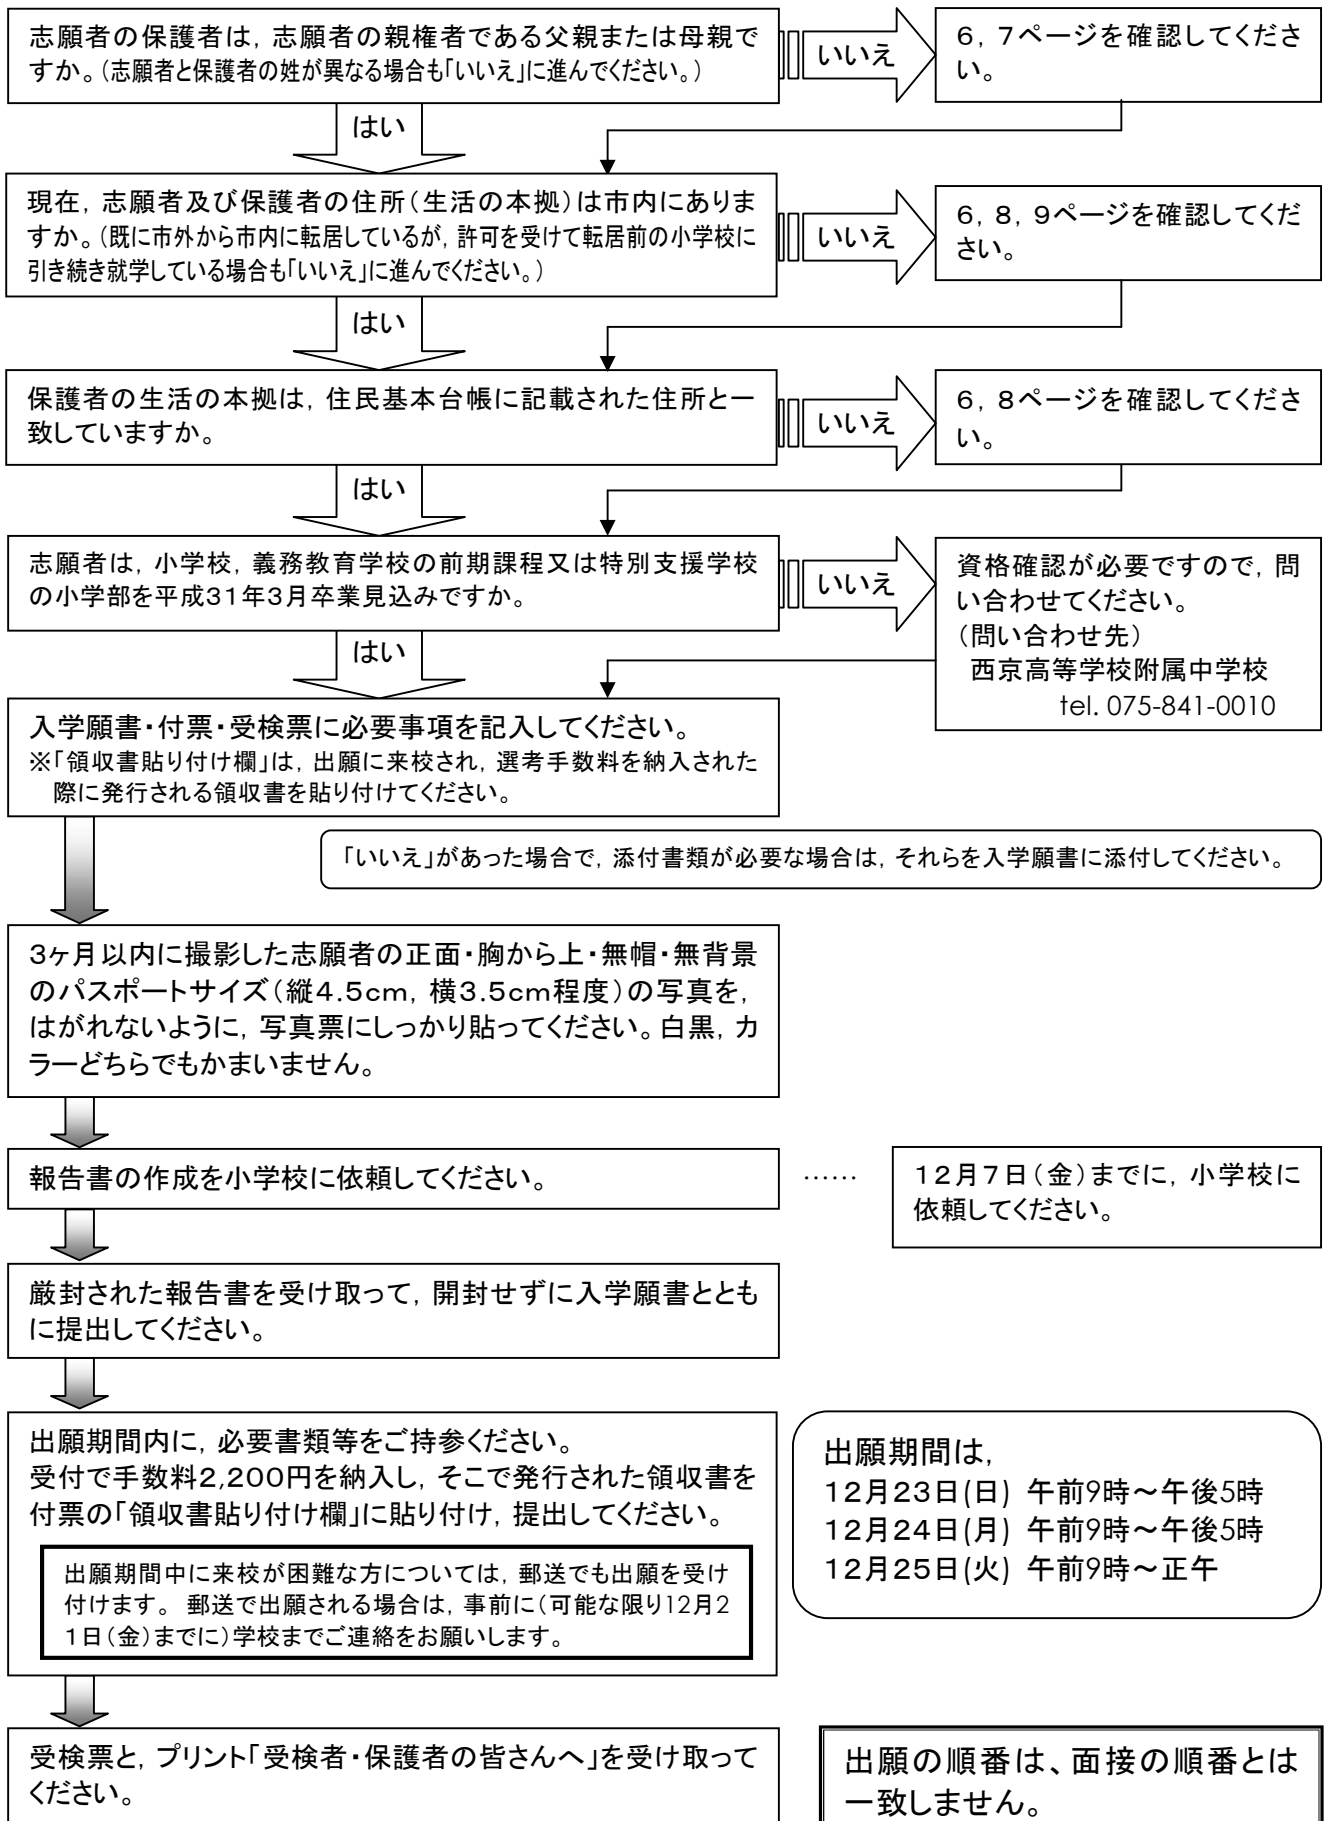 志願者の保護者は，志願者の親権者である父親または母親で
すか。（志願者と保護者の姓が異なる場合も「いいえ」に進んでください。）
いいえ
６，７ページを確認してくださ
い。
はい
現在，志願者及び保護者の住所（生活の本拠）は市内にありま
すか。（既に市外から市内に転居しているが，許可を受けて転居前の小学校に
引き続き就学している場合も「いいえ」に進んでください。）
いいえ
６，８，９ページを確認してくだ
さい。
はい
保護者の生活の本拠は，住民基本台帳に記載された住所と一
致していますか。
いいえ
６，８ページを確認してくださ
い。
はい
志願者は，小学校，義務教育学校の前期課程又は特別支援学校
の小学部を平成３１年３月卒業見込みですか。
いいえ
資格確認が必要ですので，問
い合わせてください。
（問い合わせ先）
西京高等学校附属中学校
tel. 075-841-0010
はい
入学願書・付票・受検票に必要事項を記入してください。
※「領収書貼り付け欄」は，出願に来校され，選考手数料を納入された
際に発行される領収書を貼り付けてください。
「いいえ」があった場合で，添付書類が必要な場合は，それらを入学願書に添付してください。
３ヶ月以内に撮影した志願者の正面・胸から上・無帽・無背景
のパスポートサイズ（縦４.５ｃｍ，横３.５ｃｍ程度）の写真を，
はがれないように，写真票にしっかり貼ってください。白黒，カ
ラーどちらでもかまいません。
報告書の作成を小学校に依頼してください。
……
１２月７日（金）までに，小学校に
依頼してください。
厳封された報告書を受け取って，開封せずに入学願書ととも
に提出してください。
出願期間内に，必要書類等をご持参ください。
受付で手数料２,２００円を納入し，そこで発行された領収書を
付票の「領収書貼り付け欄」に貼り付け，提出してください。
出願期間中に来校が困難な方については，郵送でも出願を受け
付けます。 郵送で出願される場合は，事前に（可能な限り12月２
１日（金）までに）学校までご連絡をお願いします。
出願期間は，
１２月２３日(日) 午前9時～午後5時
１２月２４日(月) 午前9時～午後5時
１２月２５日(火) 午前9時～正午
受検票と，プリント「受検者・保護者の皆さんへ」を受け取って
ください。
出願の順番は、面接の順番とは
一致しません。